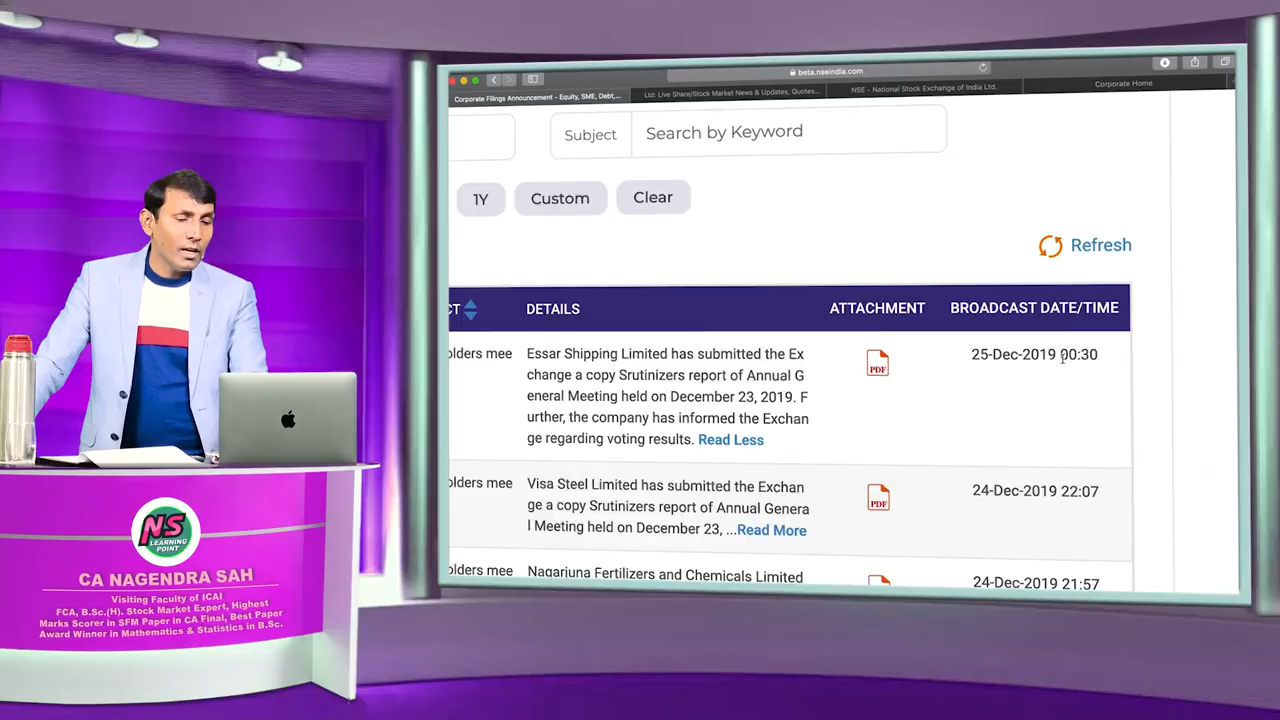 beta.nseindia.com
Corporate Filings Announcement - Equity, SME, Debt,...
Ltd: Live Share/Stock Market News & Updates, Quotes...
NSE - National Stock Exchange of India Ltd.
Corporate Home
Subject
Search by Keyword
1Y
Custom
Clear
Refresh
CT
DETAILS
ATTACHMENT
BROADCAST DATE/TIME
olders mee
Essar Shipping Limited has submitted the Ex
change a copy Srutinizers report of Annual G
eneral Meeting held on December 23, 2019. F
urther, the company has informed the Exchan
ge regarding voting results. Read Less
PDF
25-Dec-2019 00:30
olders mee
Visa Steel Limited has submitted the Exchan
ge a copy Srutinizers report of Annual Genera
l Meeting held on December 23, ...Read More
PDF
24-Dec-2019 22:07
olders mee
Nagarjuna Fertilizers and Chemicals Limited
24-Dec-2019 21:57
NS
LEARNING
POINT
CA NAGENDRA SAH
Visiting Faculty of ICAI
FCA, B.Sc.(H). Stock Market Expert, Highest
Marks Scorer in SFM Paper in CA Final, Best Paper
Award Winner in Mathematics & Statistics in B.Sc.